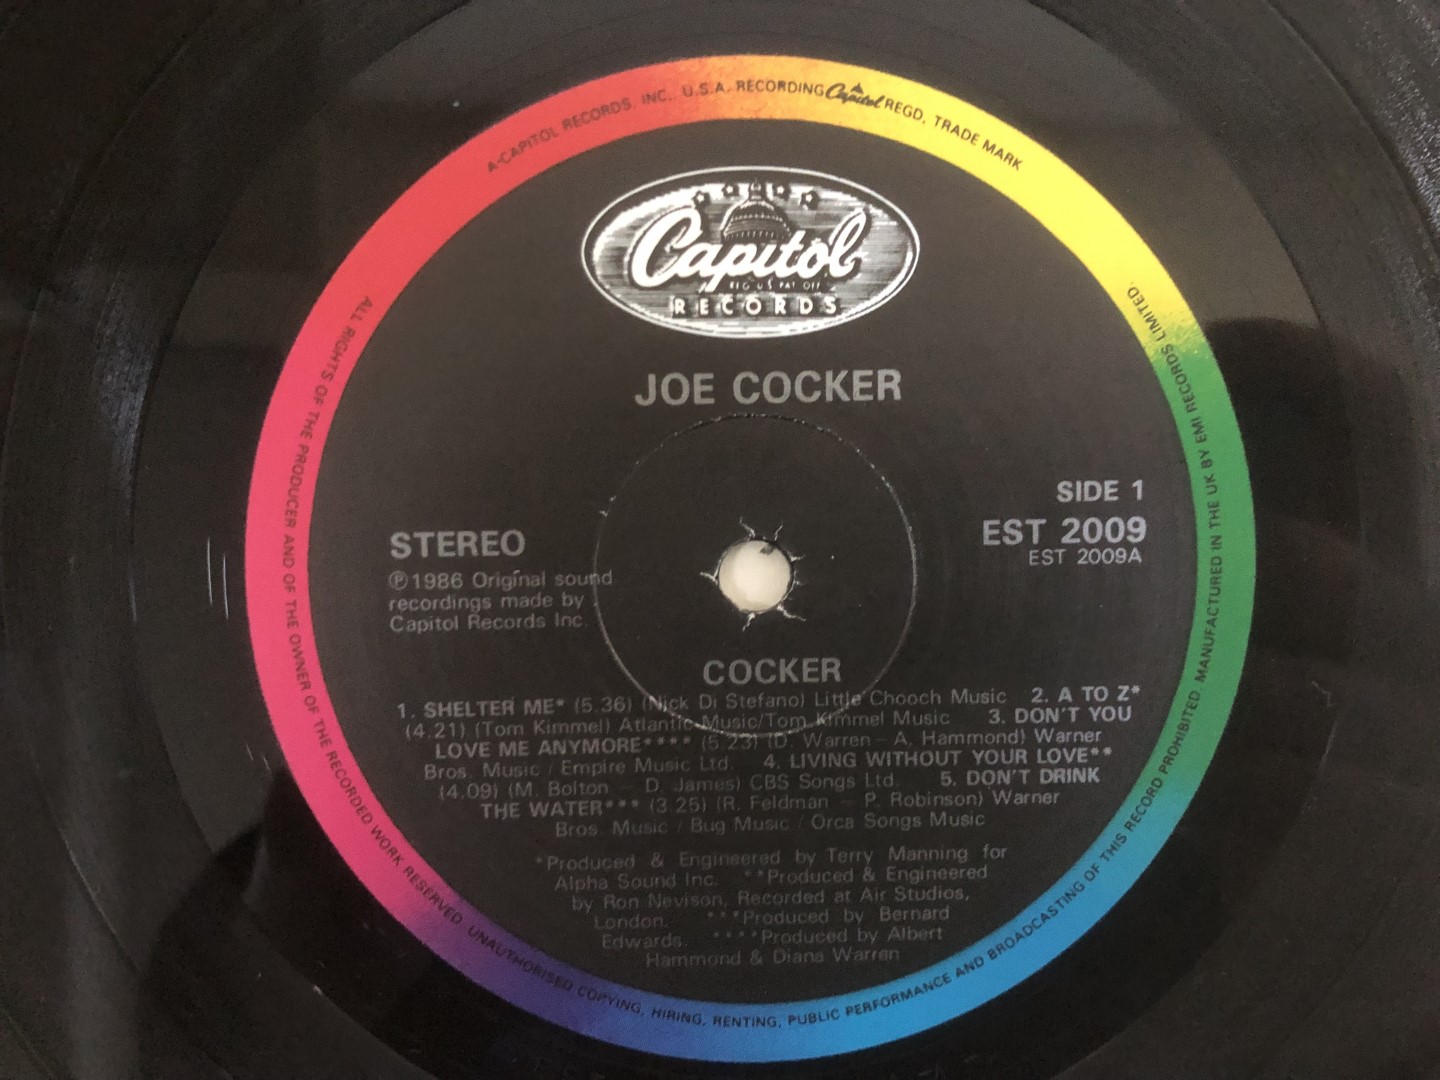 A-CAPITOL RECORDS. INC., U.S.A. RECORDING Capitol REGD. TRADE MARK
Capitol
REG U S PAT OFF
RECORDS
JOE COCKER
SIDE 1
EST 2009
EST 2009A
STEREO
℗1986 Original sound
recordings made by
Capitol Records Inc.
COCKER
1. SHELTER ME* (5.36) (Nick Di Stefano) Little Chooch Music 2. A TO Z*
(4.21) (Tom Kimmel) Atlantic Music/Tom Kimmel Music 3. DON'T YOU
LOVE ME ANYMORE**** (5.23) (D. Warren – A. Hammond) Warner
Bros. Music / Empire Music Ltd. 4. LIVING WITHOUT YOUR LOVE**
(4.09) (M. Bolton – D. James) CBS Songs Ltd. 5. DON'T DRINK
THE WATER*** (3.25) (R. Feldman – P. Robinson) Warner
Bros. Music / Bug Music / Orca Songs Music
*Produced & Engineered by Terry Manning for
Alpha Sound Inc. **Produced & Engineered
by Ron Nevison, Recorded at Air Studios,
London. ***Produced by Bernard
Edwards. ****Produced by Albert
Hammond & Diana Warren
ALL RIGHTS OF THE PRODUCER AND OF THE OWNER OF THE RECORDED WORK RESERVED. UNAUTHORISED COPYING, HIRING, RENTING, PUBLIC PERFORMANCE AND BROADCASTING OF THIS RECORD PROHIBITED. MANUFACTURED IN THE UK BY EMI RECORDS LIMITED.